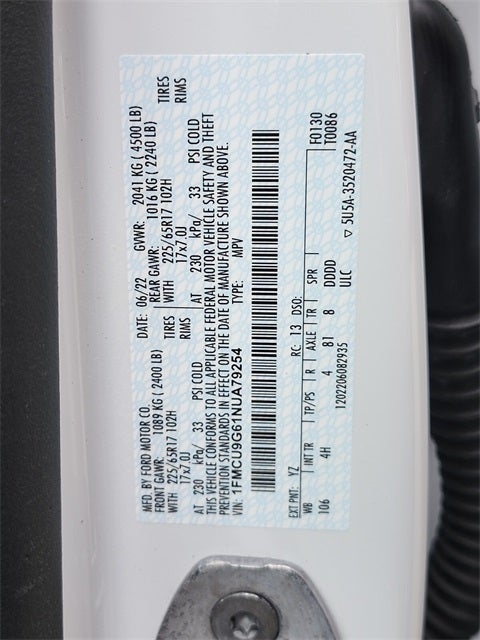 MFD. BY FORD MOTOR CO. DATE: 06/22 GVWR: 2041 KG ( 4500 LB)
FRONT GAWR: 1089 KG ( 2400 LB) REAR GAWR: 1016 KG ( 2240 LB)
WITH 225/65R17 102H TIRES WITH 225/65R17 102H TIRES
17x7.0J RIMS 17x7.0J RIMS
AT 230 kPa/ 33 PSI COLD AT 230 kPa/ 33 PSI COLD
THIS VEHICLE CONFORMS TO ALL APPLICABLE FEDERAL MOTOR VEHICLE SAFETY AND THEFT
PREVENTION STANDARDS IN EFFECT ON THE DATE OF MANUFACTURE SHOWN ABOVE.
VIN: 1FMCU9G61NUA79254 TYPE: MPV
EXT PNT: YZ RC: 13 DSO: F0130
WB INT TR TP/PS R AXLE TR SPR T0086
106 4H 4 81 8 DDDD
1202206082935 ULC ▽ 5U5A-3520472-AA